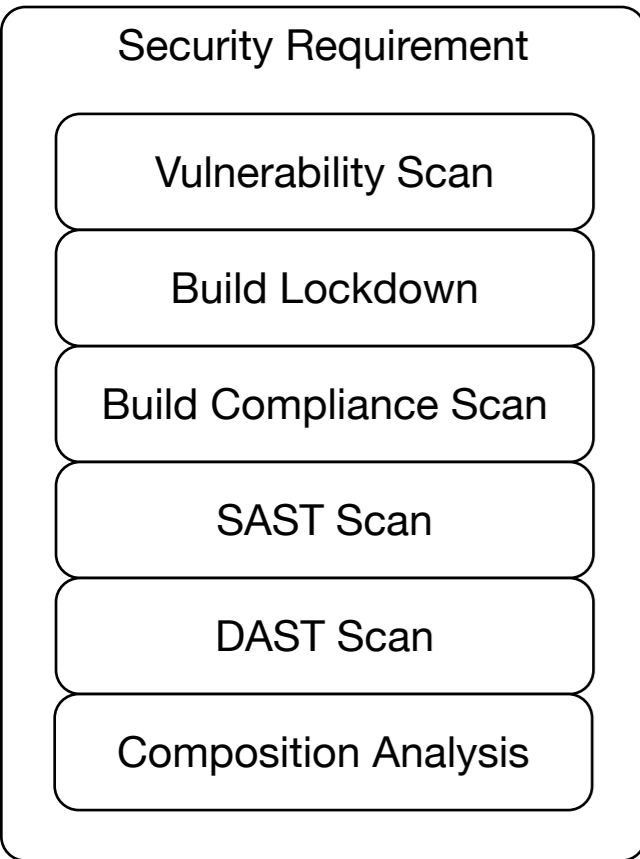 Security Requirement
Vulnerability Scan
Build Lockdown
Build Compliance Scan
SAST Scan
DAST Scan
Composition Analysis